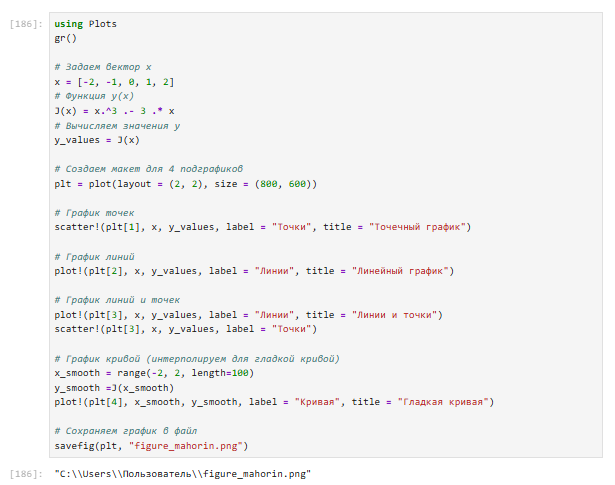 [186]: using Plots
gr()
# Задаем вектор x
x = [-2, -1, 0, 1, 2]
# Функция y(x)
J(x) = x.^3 .- 3 .* x
# Вычисляем значения y
y_values = J(x)
# Создаем макет для 4 подграфиков
plt = plot(layout = (2, 2), size = (800, 600))
# График точек
scatter!(plt[1], x, y_values, label = "Точки", title = "Точечный график")
# График линий
plot!(plt[2], x, y_values, label = "Линии", title = "Линейный график")
# График линий и точек
plot!(plt[3], x, y_values, label = "Линии", title = "Линии и точки")
scatter!(plt[3], x, y_values, label = "Точки")
# График кривой (интерполируем для гладкой кривой)
x_smooth = range(-2, 2, length=100)
y_smooth =J(x_smooth)
plot!(plt[4], x_smooth, y_smooth, label = "Кривая", title = "Гладкая кривая")
# Сохраняем график в файл
savefig(plt, "figure_mahorin.png")
[186]: "C:\\Users\\Пользователь\\figure_mahorin.png"